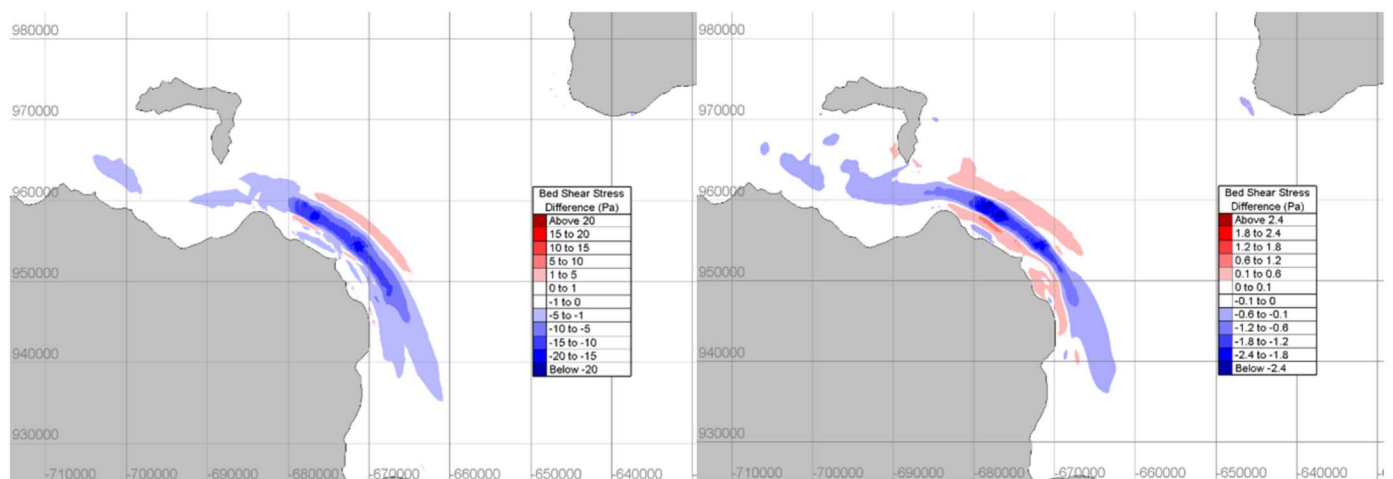 980000
970000
960000
950000
940000
930000
-710000
-700000
-690000
-680000
-670000
-660000
-650000
-640000
Bed Shear Stress
Difference (Pa)
Above 20
15 to 20
10 to 15
5 to 10
1 to 5
0 to 1
-1 to 0
-5 to -1
-10 to -5
-15 to -10
-20 to -15
Below -20
980000
970000
960000
950000
940000
930000
-710000
-700000
-690000
-680000
-670000
-660000
-650000
-640000
Bed Shear Stress
Difference (Pa)
Above 2.4
1.8 to 2.4
1.2 to 1.8
0.6 to 1.2
0.1 to 0.6
0 to 0.1
-0.1 to 0
-0.6 to -0.1
-1.2 to -0.6
-1.8 to -1.2
-2.4 to -1.8
Below -2.4